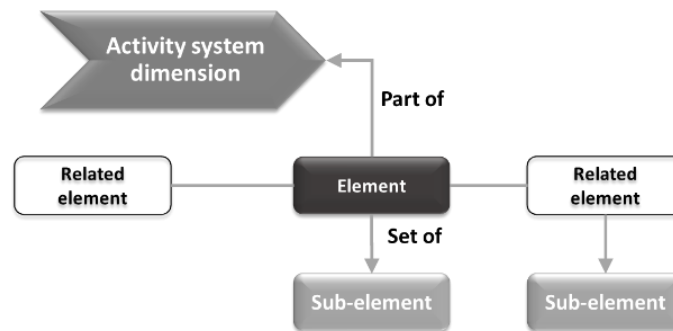 Activity system
dimension
Part of
Related
element
Element
Related
element
Set of
Sub-element
Sub-element